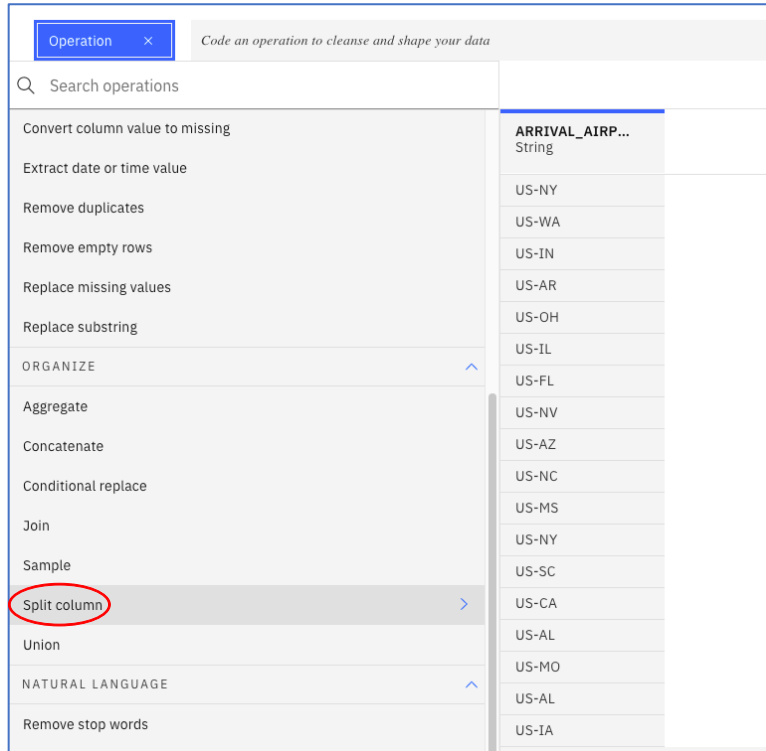 Operation ×
Code an operation to cleanse and shape your data
Search operations
Convert column value to missing
Extract date or time value
Remove duplicates
Remove empty rows
Replace missing values
Replace substring
ORGANIZE
Aggregate
Concatenate
Conditional replace
Join
Sample
Split column
Union
NATURAL LANGUAGE
Remove stop words
ARRIVAL_AIRP...
String
US-NY
US-WA
US-IN
US-AR
US-OH
US-IL
US-FL
US-NV
US-AZ
US-NC
US-MS
US-NY
US-SC
US-CA
US-AL
US-MO
US-AL
US-IA